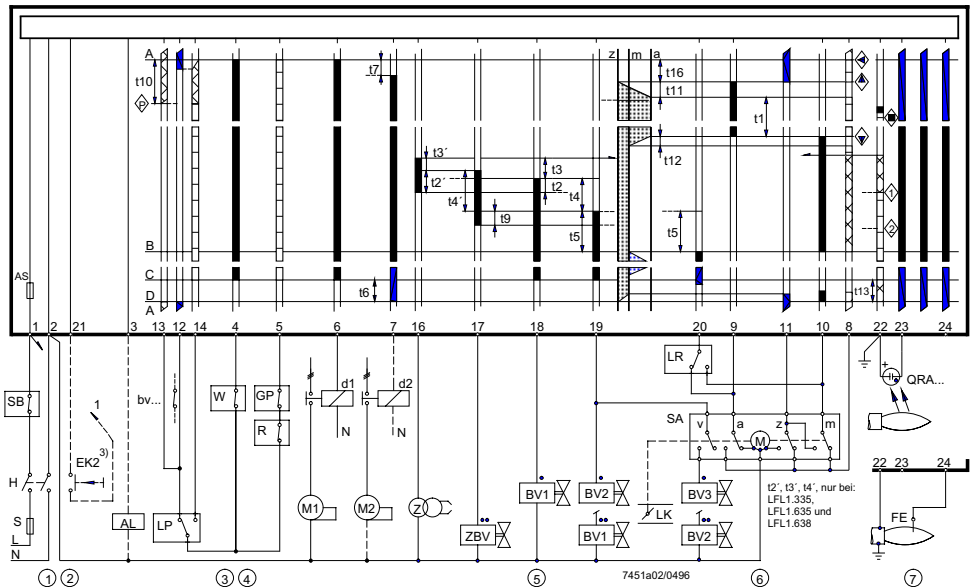 A
t10
P
t7
z m a
t16
t11
t1
t12
t3´
t2´
t4´
t9
t3
t2
t4
t5
t5
1
2
B
C
D
A
t6
t13
AS
1 2 21 3 13 12 14 4 5 6 7 16 17 18 19 20 9 11 10 8 22 23 24
SB
1
EK2 3)
bv...
W
GP
R
d1
N
d2
N
LR
SA
v a z m
M
+
QRA...
H
S
L
N
AL
LP
M1
M2
Z
ZBV
BV1
BV2
BV1
LK
BV3
BV2
t2´, t3´, t4´, nur bei:
LFL1.335,
LFL1.635 und
LFL1.638
22 23 24
FE
1 2 3 4 5 6 7
7451a02/0496